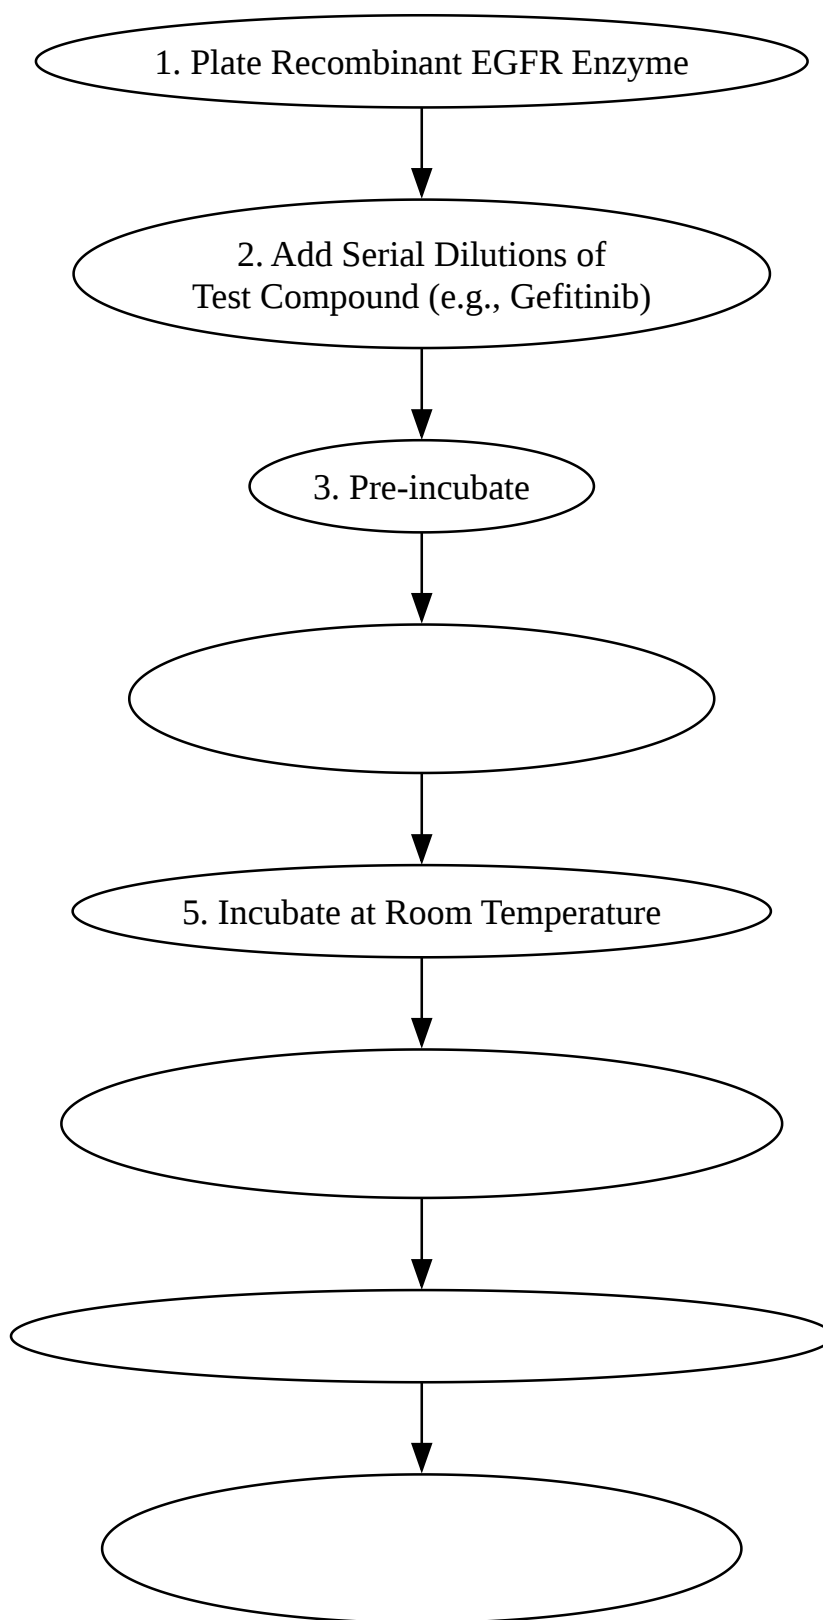 1. Plate Recombinant EGFR Enzyme
2. Add Serial Dilutions of
Test Compound (e.g., Gefitinib)
3. Pre-incubate
5. Incubate at Room Temperature